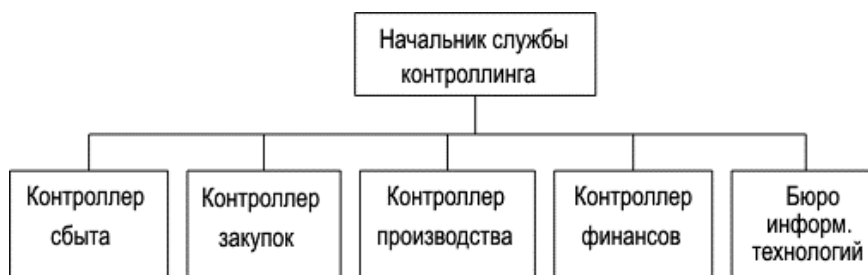 Начальник службы
контроллинга
Контроллер
сбыта
Контроллер
закупок
Контроллер
производства
Контроллер
финансов
Бюро
информ.
технологий